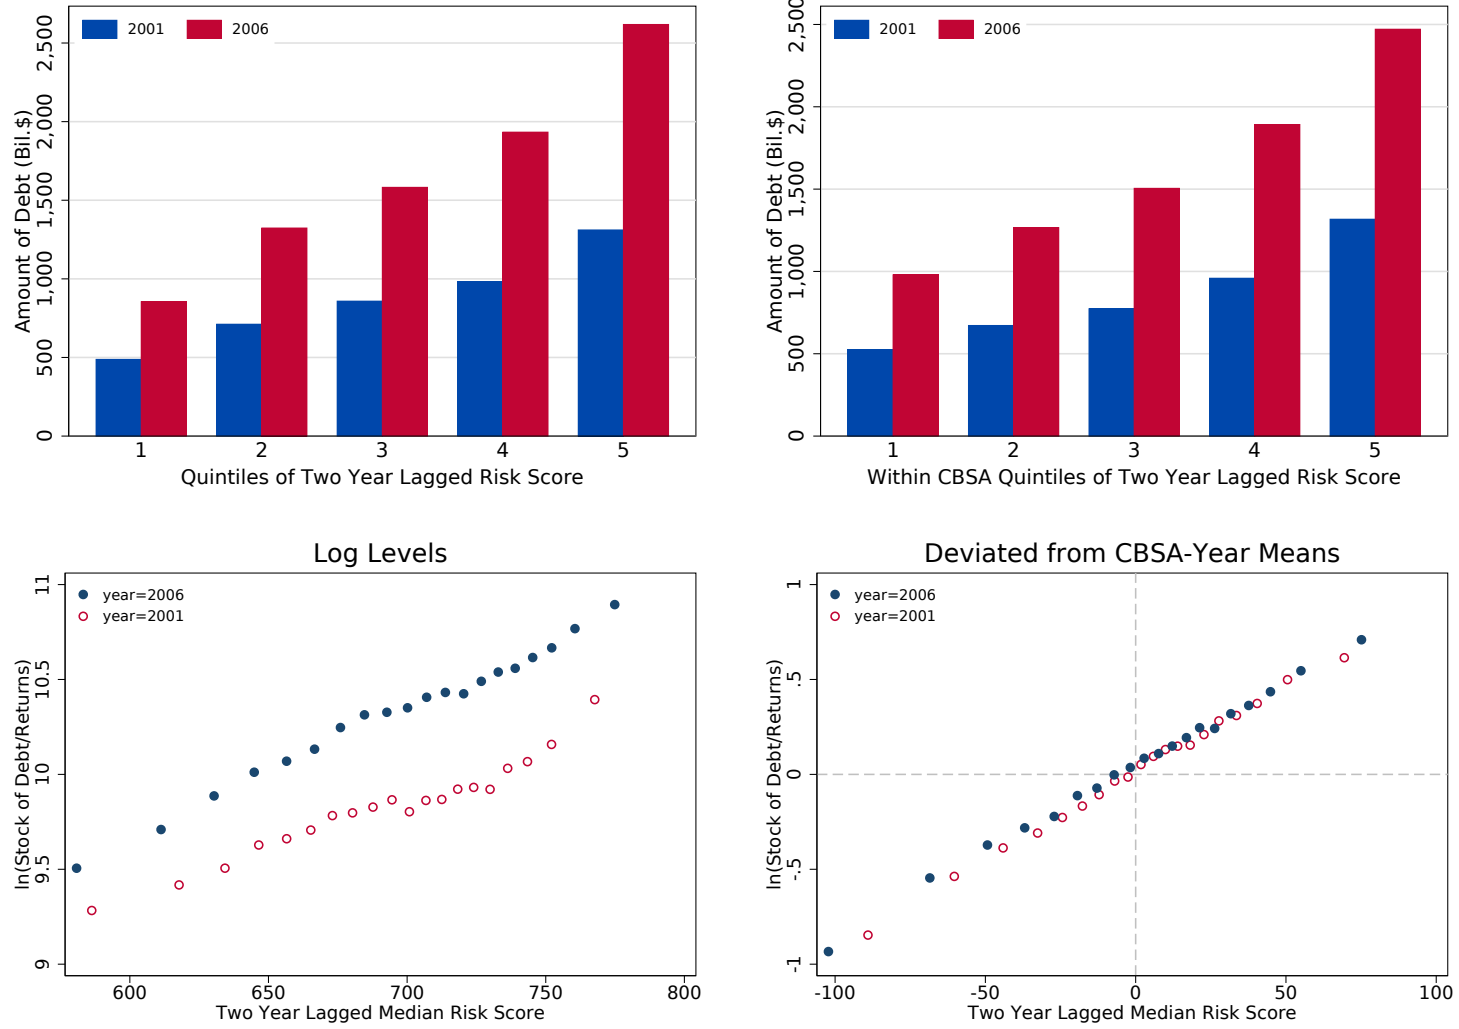 2001 2006
Amount of Debt (Bil.$)
2,500
2,000
1,500
1,000
500
0
1 2 3 4 5
Quintiles of Two Year Lagged Risk Score
2001 2006
Amount of Debt (Bil.$)
2,500
2,000
1,500
1,000
500
0
1 2 3 4 5
Within CBSA Quintiles of Two Year Lagged Risk Score
Log Levels
year=2006
year=2001
ln(Stock of Debt/Returns)
11
10.5
10
9.5
9
600 650 700 750 800
Two Year Lagged Median Risk Score
Deviated from CBSA-Year Means
year=2006
year=2001
ln(Stock of Debt/Returns)
1
.5
0
-.5
-1
-100 -50 0 50 100
Two Year Lagged Median Risk Score